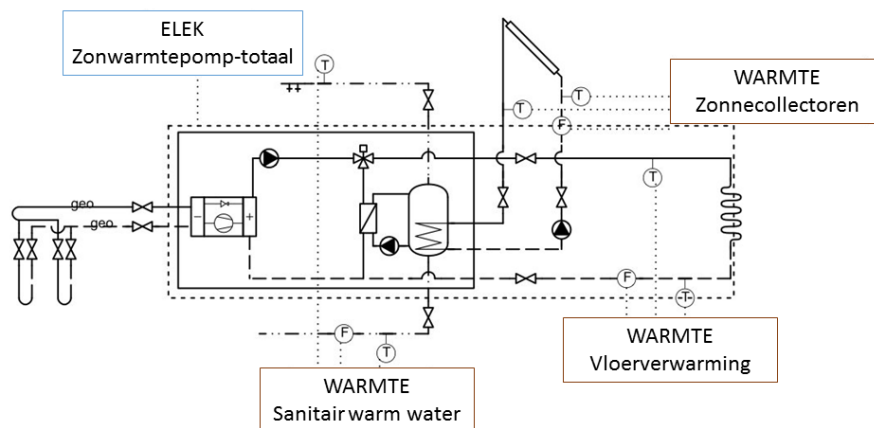 ELEK
Zonwarmtepomp-totaal
T
WARMTE
Zonnecollectoren
T
T
F
T
geo
geo
- +
F
T
F
T
WARMTE
Vloerverwarming
WARMTE
Sanitair warm water